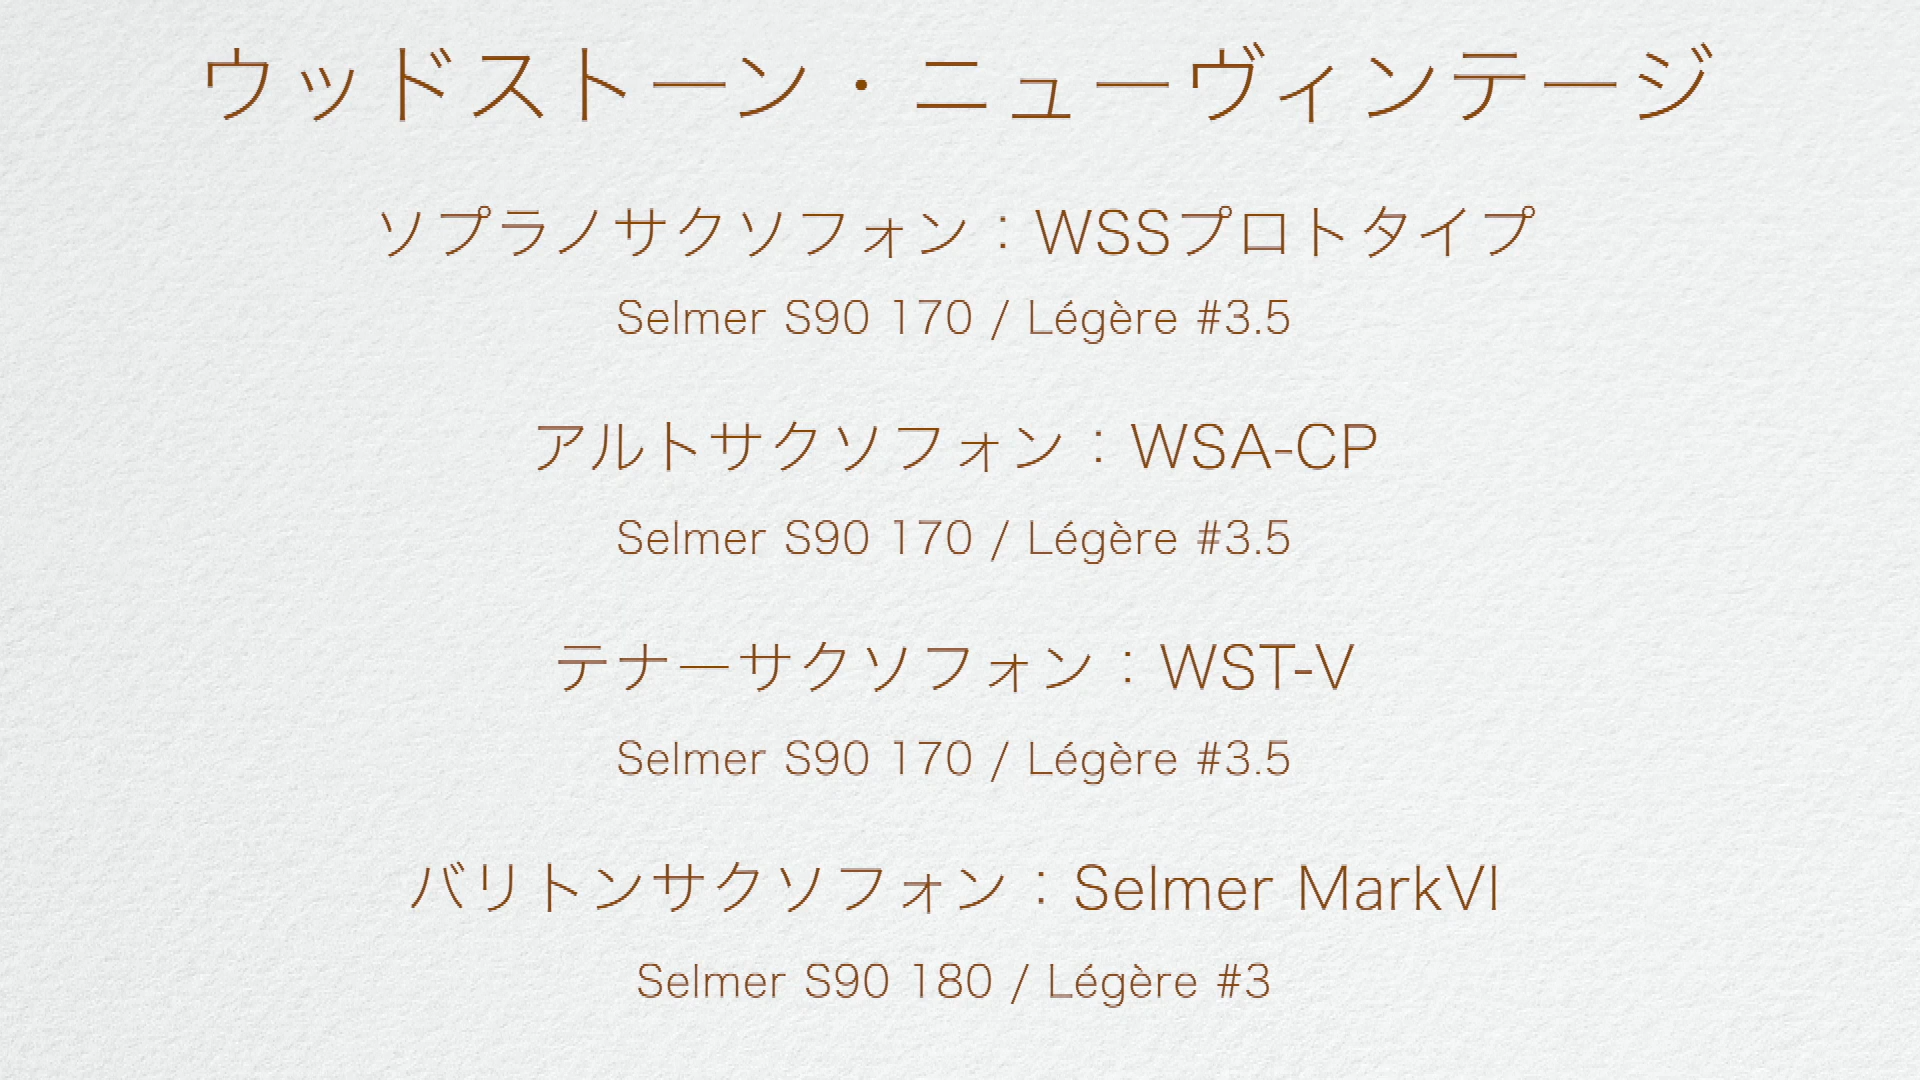 ウッドストーン・ニューヴィンテージ
ソプラノサクソフォン：WSSプロトタイプ
Selmer S90 170 / Légère #3.5
アルトサクソフォン：WSA-CP
Selmer S90 170 / Légère #3.5
テナーサクソフォン：WST-V
Selmer S90 170 / Légère #3.5
バリトンサクソフォン：Selmer MarkVI
Selmer S90 180 / Légère #3